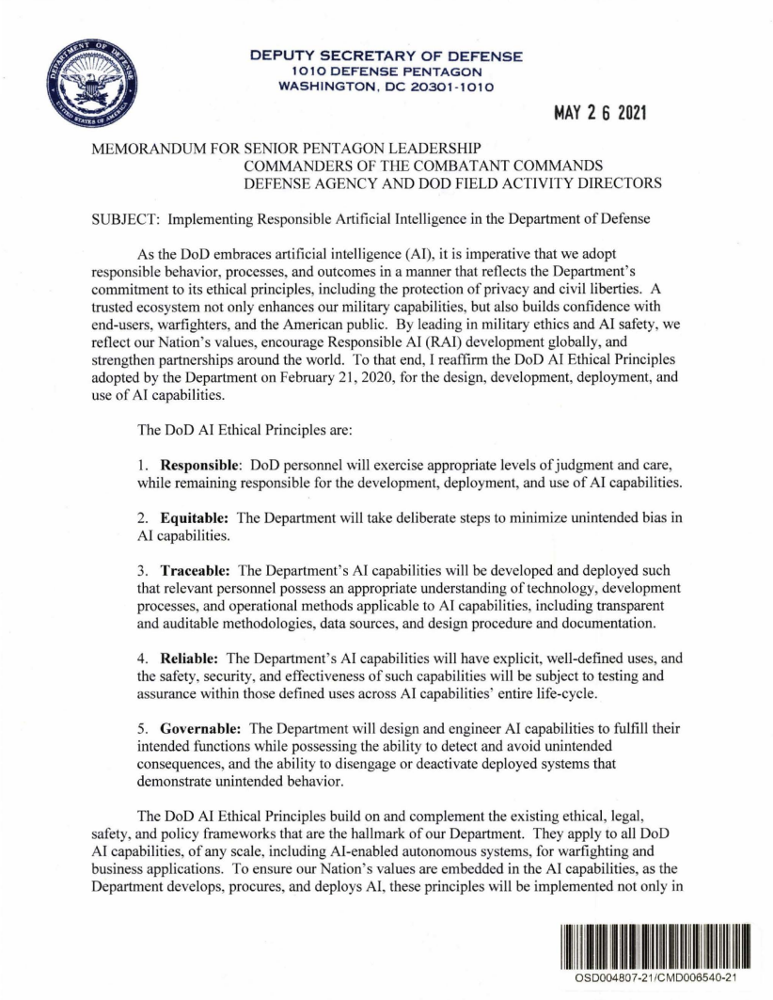 DEPARTMENT OF DEFENSE
UNITED STATES OF AMERICA
DEPUTY SECRETARY OF DEFENSE
1010 DEFENSE PENTAGON
WASHINGTON, DC 20301-1010
MAY 26 2021
MEMORANDUM FOR SENIOR PENTAGON LEADERSHIP
COMMANDERS OF THE COMBATANT COMMANDS
DEFENSE AGENCY AND DOD FIELD ACTIVITY DIRECTORS
SUBJECT: Implementing Responsible Artificial Intelligence in the Department of Defense
As the DoD embraces artificial intelligence (AI), it is imperative that we adopt
responsible behavior, processes, and outcomes in a manner that reflects the Department's
commitment to its ethical principles, including the protection of privacy and civil liberties. A
trusted ecosystem not only enhances our military capabilities, but also builds confidence with
end-users, warfighters, and the American public. By leading in military ethics and AI safety, we
reflect our Nation's values, encourage Responsible AI (RAI) development globally, and
strengthen partnerships around the world. To that end, I reaffirm the DoD AI Ethical Principles
adopted by the Department on February 21, 2020, for the design, development, deployment, and
use of AI capabilities.
The DoD AI Ethical Principles are:
1. Responsible: DoD personnel will exercise appropriate levels of judgment and care,
while remaining responsible for the development, deployment, and use of AI capabilities.
2. Equitable: The Department will take deliberate steps to minimize unintended bias in
AI capabilities.
3. Traceable: The Department's AI capabilities will be developed and deployed such
that relevant personnel possess an appropriate understanding of technology, development
processes, and operational methods applicable to AI capabilities, including transparent
and auditable methodologies, data sources, and design procedure and documentation.
4. Reliable: The Department's AI capabilities will have explicit, well-defined uses, and
the safety, security, and effectiveness of such capabilities will be subject to testing and
assurance within those defined uses across AI capabilities' entire life-cycle.
5. Governable: The Department will design and engineer AI capabilities to fulfill their
intended functions while possessing the ability to detect and avoid unintended
consequences, and the ability to disengage or deactivate deployed systems that
demonstrate unintended behavior.
The DoD AI Ethical Principles build on and complement the existing ethical, legal,
safety, and policy frameworks that are the hallmark of our Department. They apply to all DoD
AI capabilities, of any scale, including AI-enabled autonomous systems, for warfighting and
business applications. To ensure our Nation's values are embedded in the AI capabilities, as the
Department develops, procures, and deploys AI, these principles will be implemented not only in
OSD004807-21/CMD006540-21